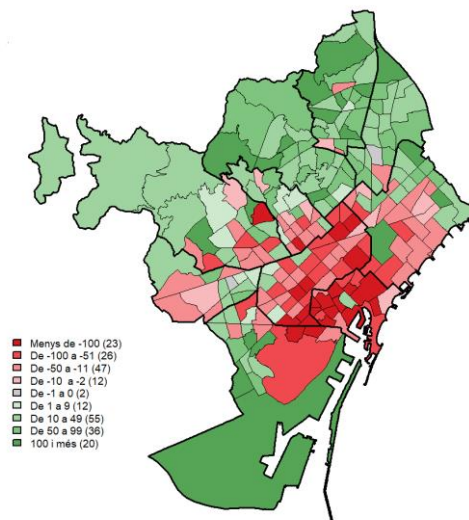 Menys de -100 (23)
De -100 a -51 (26)
De -50 a -11 (47)
De -10 a -2 (12)
De -1 a 0 (2)
De 1 a 9 (12)
De 10 a 49 (55)
De 50 a 99 (36)
100 i més (20)